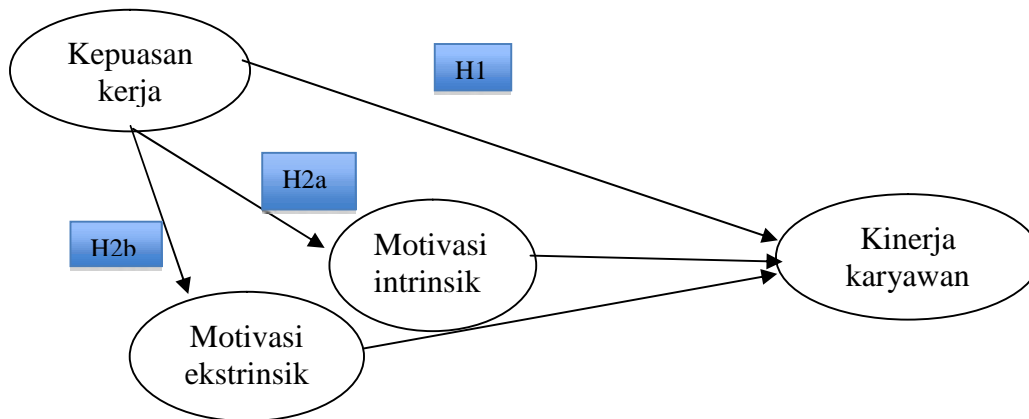 Kepuasan
kerja
H1
H2a
H2b
Motivasi
intrinsik
Kinerja
karyawan
Motivasi
ekstrinsik